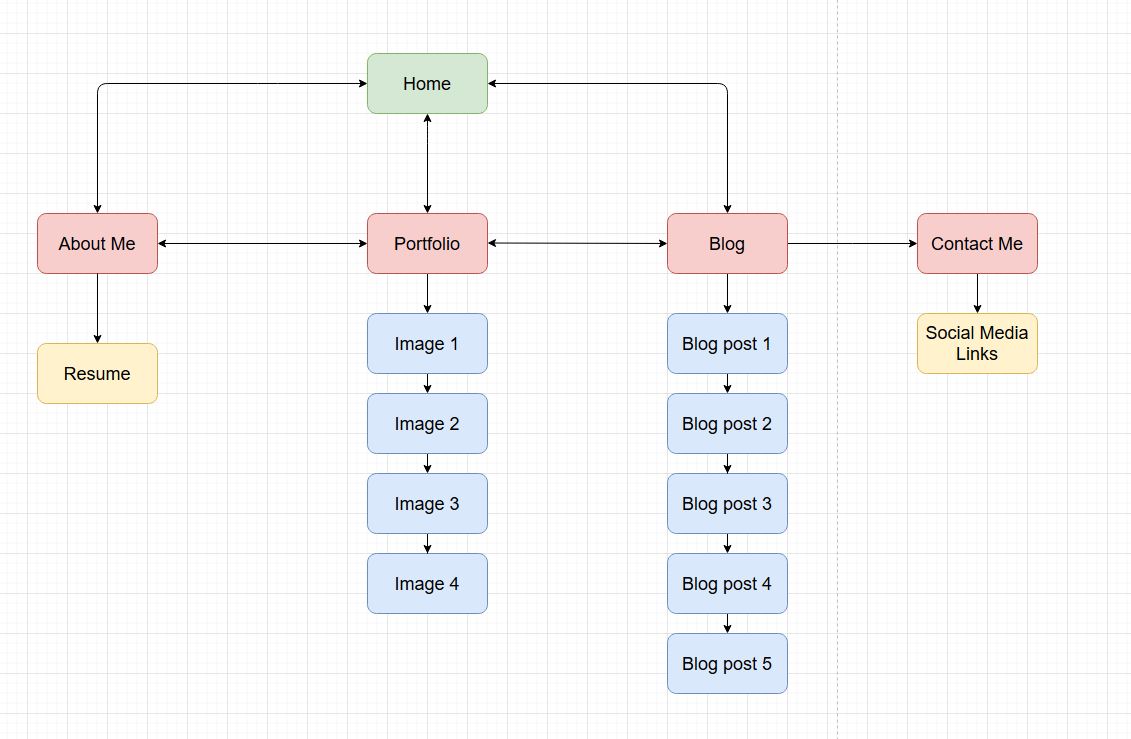 Home
About Me
Portfolio
Blog
Contact Me
Resume
Image 1
Image 2
Image 3
Image 4
Blog post 1
Blog post 2
Blog post 3
Blog post 4
Blog post 5
Social Media
Links